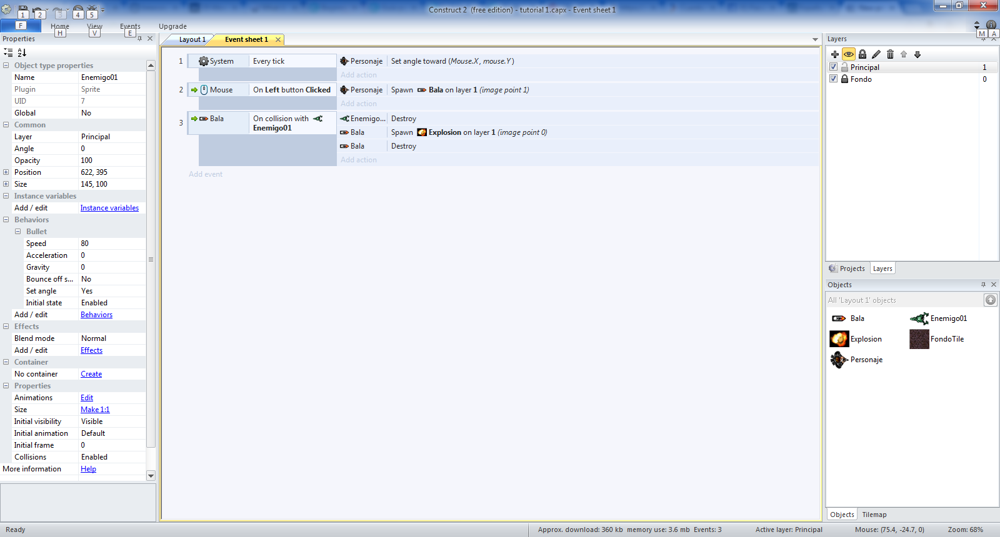 Construct 2 (free edition) - tutorial 1.capx - Event sheet 1
1 2 3 4 5
F
Home View Events Upgrade
H V E M A
Properties
Object type properties
Name Enemigo01
Plugin Sprite
UID 7
Global No
Common
Layer Principal
Angle 0
Opacity 100
Position 622, 395
Size 145, 100
Instance variables
Add / edit Instance variables
Behaviors
Bullet
Speed 80
Acceleration 0
Gravity 0
Bounce off s... No
Set angle Yes
Initial state Enabled
Add / edit Behaviors
Effects
Blend mode Normal
Add / edit Effects
Container
No container Create
Properties
Animations Edit
Size Make 1:1
Initial visibility Visible
Initial animation Default
Initial frame 0
Collisions Enabled
More information Help
Layout 1 Event sheet 1
1 System Every tick Personaje Set angle toward (Mouse.X, mouse.Y)
Add action
2 Mouse On Left button Clicked Personaje Spawn Bala on layer 1 (image point 1)
Add action
3 Bala On collision with Enemigo01 Enemigo... Destroy
Bala Spawn Explosion on layer 1 (image point 0)
Bala Destroy
Add action
Add event
Layers
Principal 1
Fondo 0
Projects Layers
Objects
All 'Layout 1' objects
Bala Enemigo01
Explosion FondoTile
Personaje
Objects Tilemap
Ready Approx. download: 360 kb memory use: 3.6 mb Events: 3 Active layer: Principal Mouse: (75.4, -24.7, 0) Zoom: 68%